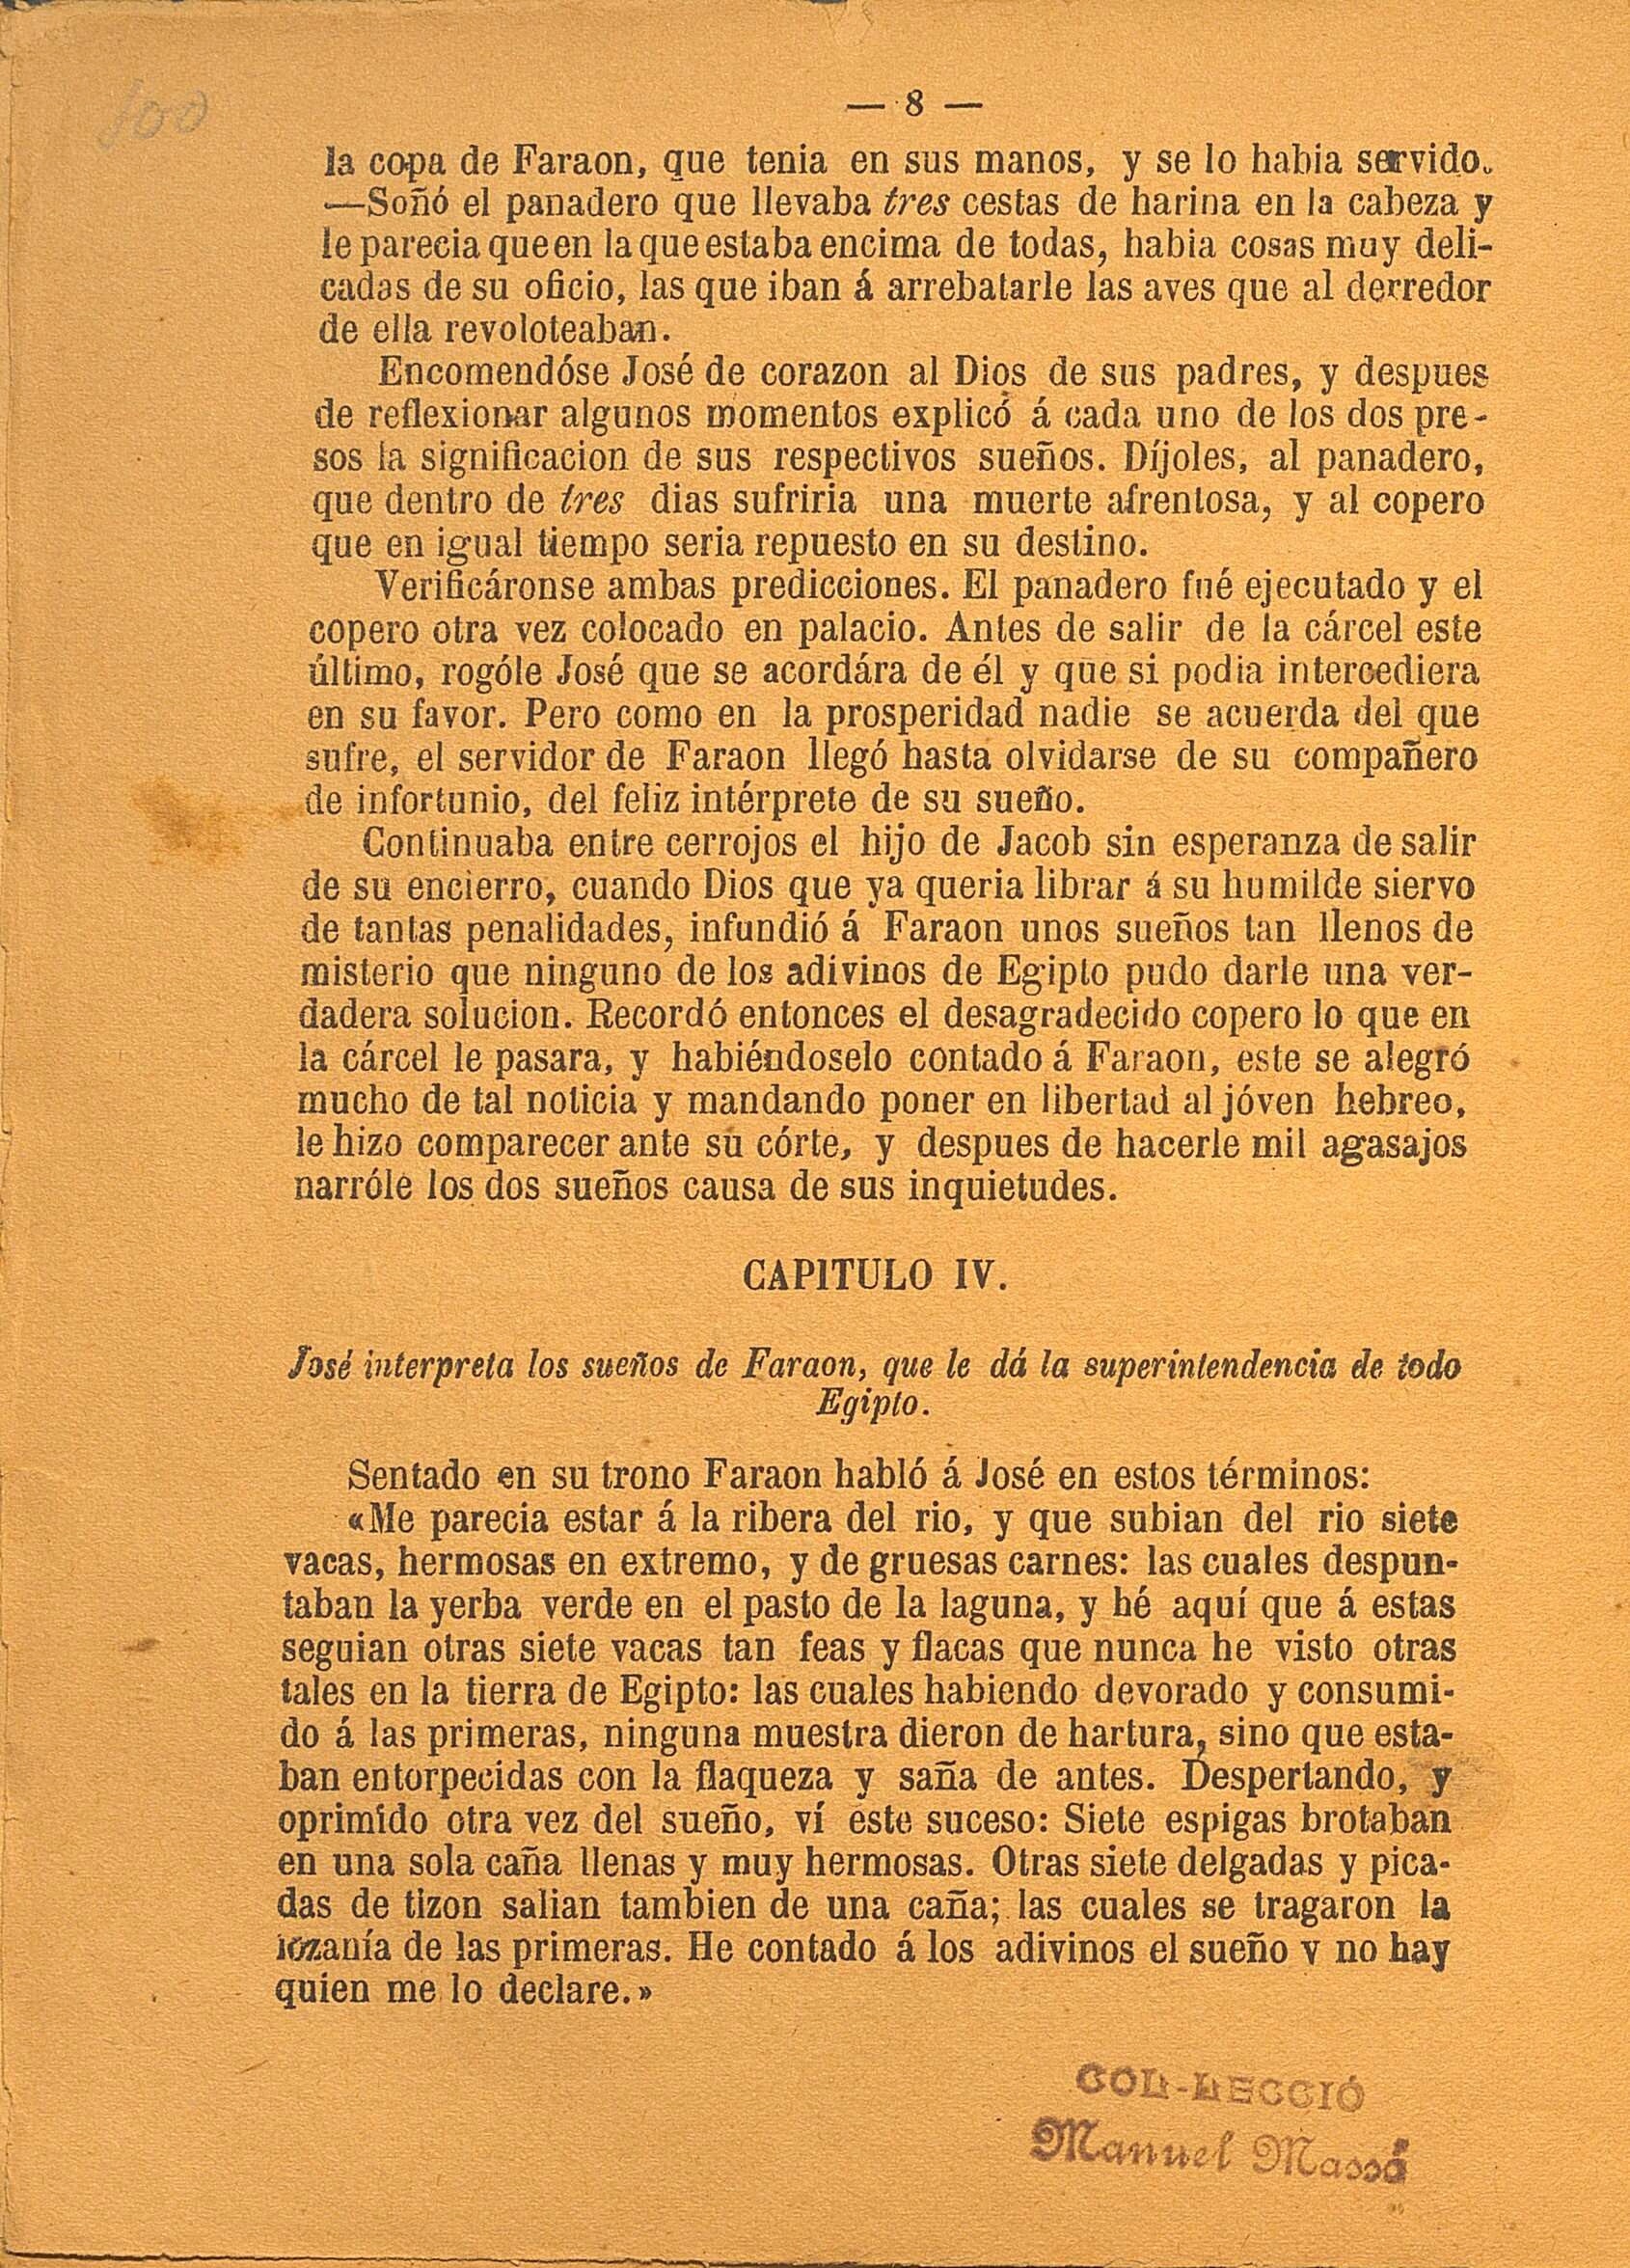 100
— 8 —
la copa de Faraon, que tenia en sus manos, y se lo habia servido.
—Soñó el panadero que llevaba tres cestas de harina en la cabeza y
le parecia que en la que estaba encima de todas, habia cosas muy deli-
cadas de su oficio, las que iban á arrebatarle las aves que al derredor
de ella revoloteaban.
Encomendóse José de corazon al Dios de sus padres, y despues
de reflexionar algunos momentos explicó á cada uno de los dos pre-
sos la significacion de sus respectivos sueños. Díjoles, al panadero,
que dentro de tres dias sufriria una muerte afrentosa, y al copero
que en igual tiempo seria repuesto en su destino.
Verificáronse ambas predicciones. El panadero fué ejecutado y el
copero otra vez colocado en palacio. Antes de salir de la cárcel este
último, rogóle José que se acordára de él y que si podia intercediera
en su favor. Pero como en la prosperidad nadie se acuerda del que
sufre, el servidor de Faraon llegó hasta olvidarse de su compañero
de infortunio, del feliz intérprete de su sueño.
Continuaba entre cerrojos el hijo de Jacob sin esperanza de salir
de su encierro, cuando Dios que ya queria librar á su humilde siervo
de tantas penalidades, infundió á Faraon unos sueños tan llenos de
misterio que ninguno de los adivinos de Egipto pudo darle una ver-
dadera solucion. Recordó entonces el desagradecido copero lo que en
la cárcel le pasara, y habiéndoselo contado á Faraon, este se alegró
mucho de tal noticia y mandando poner en libertad al jóven hebreo,
le hizo comparecer ante su córte, y despues de hacerle mil agasajos
narróle los dos sueños causa de sus inquietudes.
CAPITULO IV.
José interpreta los sueños de Faraon, que le dá la superintendencia de todo
Egipto.
Sentado en su trono Faraon habló á José en estos términos:
«Me parecia estar á la ribera del rio, y que subian del rio siete
vacas, hermosas en extremo, y de gruesas carnes: las cuales despun-
taban la yerba verde en el pasto de la laguna, y hé aquí que á estas
seguian otras siete vacas tan feas y flacas que nunca he visto otras
tales en la tierra de Egipto: las cuales habiendo devorado y consumi-
do á las primeras, ninguna muestra dieron de hartura, sino que esta-
ban entorpecidas con la flaqueza y saña de antes. Despertando, y
oprimido otra vez del sueño, ví este suceso: Siete espigas brotaban
en una sola caña llenas y muy hermosas. Otras siete delgadas y pica-
das de tizon salian tambien de una caña; las cuales se tragaron la
lozanía de las primeras. He contado á los adivinos el sueño y no hay
quien me lo declare.»
COL-LECCIÓ
Manuel Massó